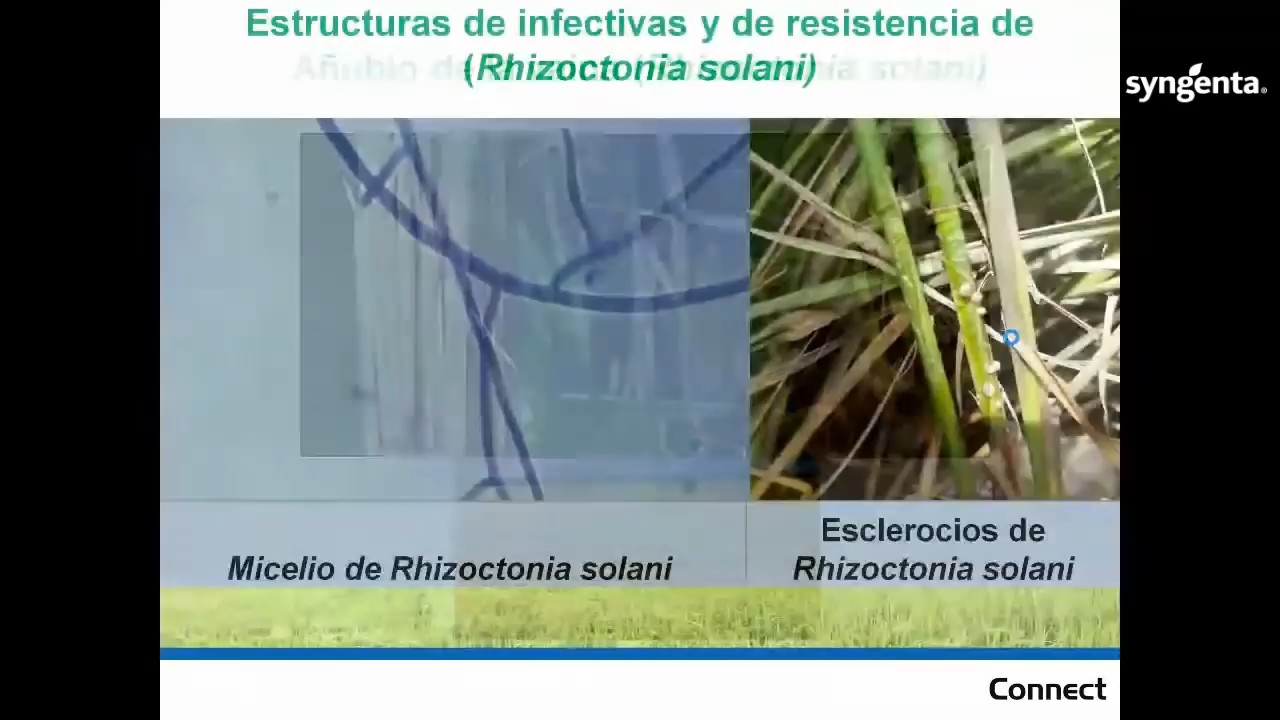 Estructuras de infectivas y de resistencia de
(Rhizoctonia solani)
syngenta®
Micelio de Rhizoctonia solani
Esclerocios de
Rhizoctonia solani
Connect